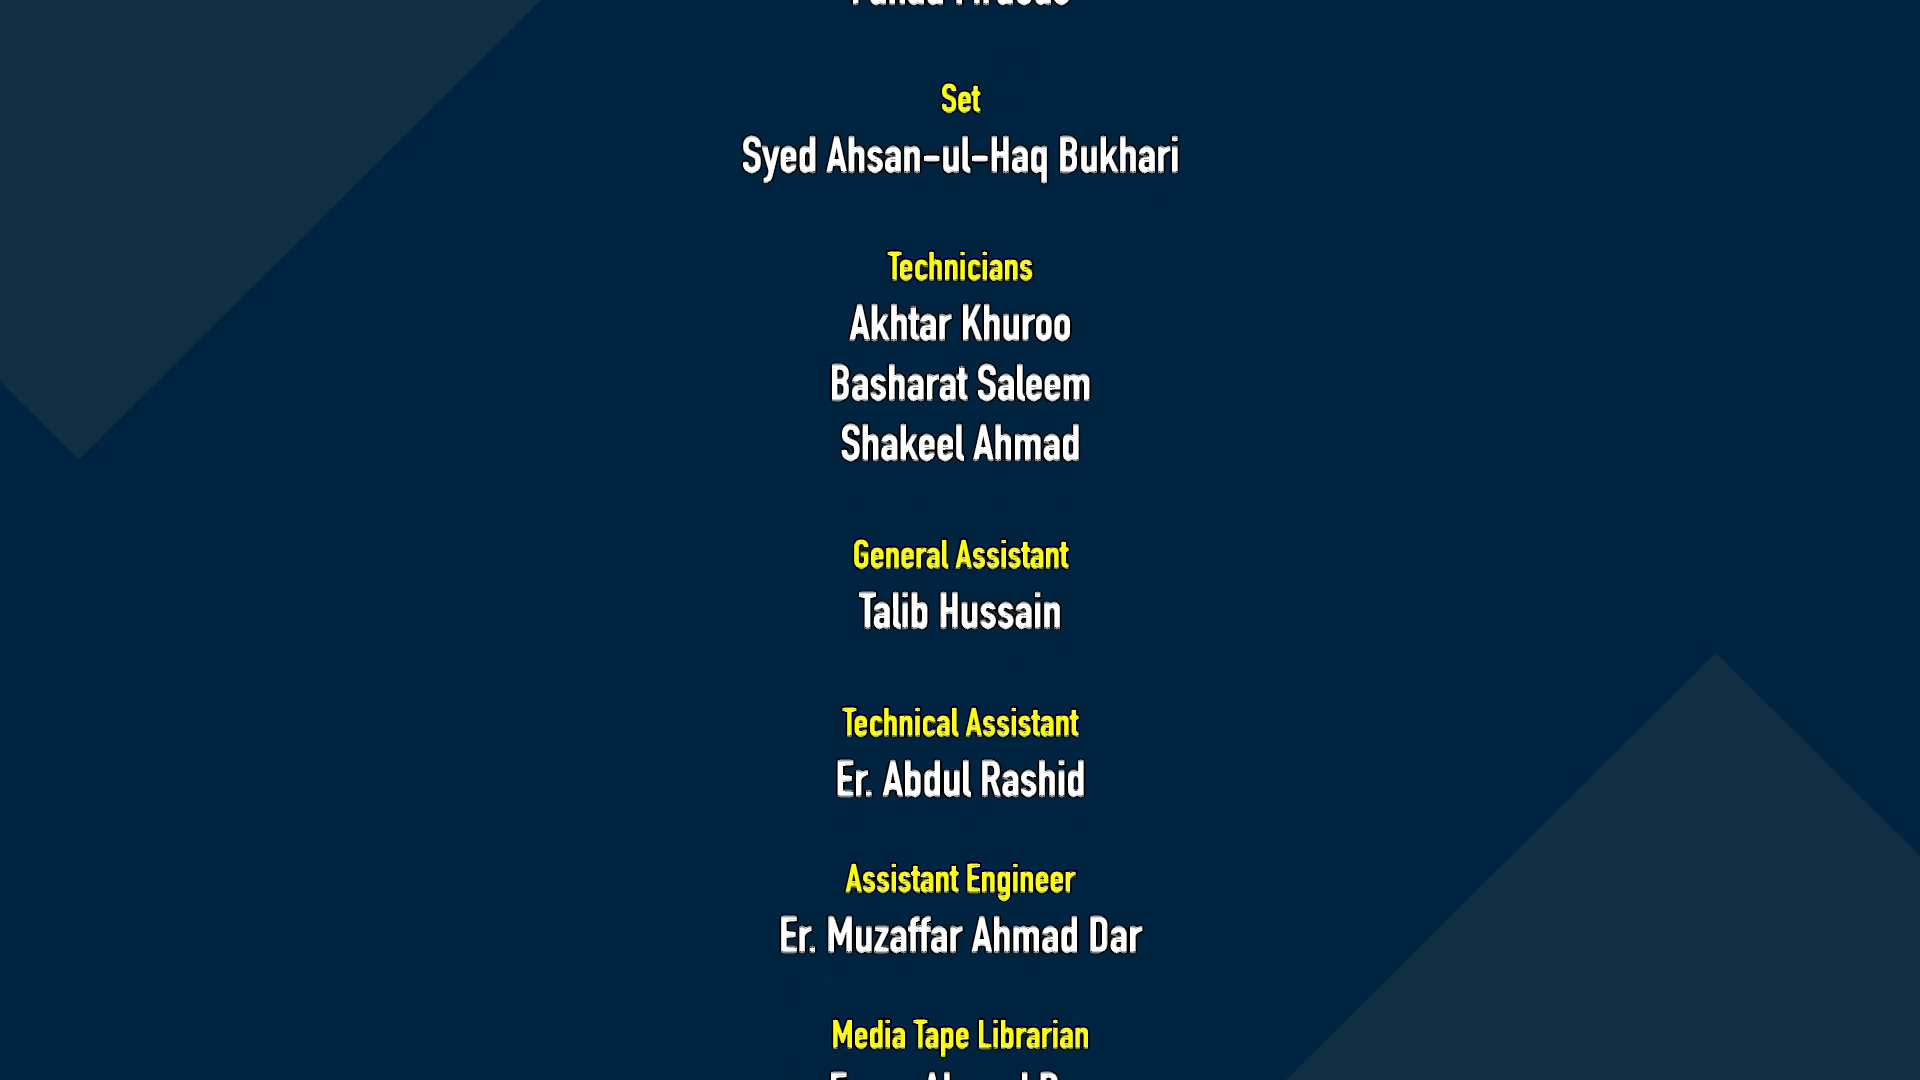 Set
Syed Ahsan-ul-Haq Bukhari
Technicians
Akhtar Khuroo
Basharat Saleem
Shakeel Ahmad
General Assistant
Talib Hussain
Technical Assistant
Er. Abdul Rashid
Assistant Engineer
Er. Muzaffar Ahmad Dar
Media Tape Librarian